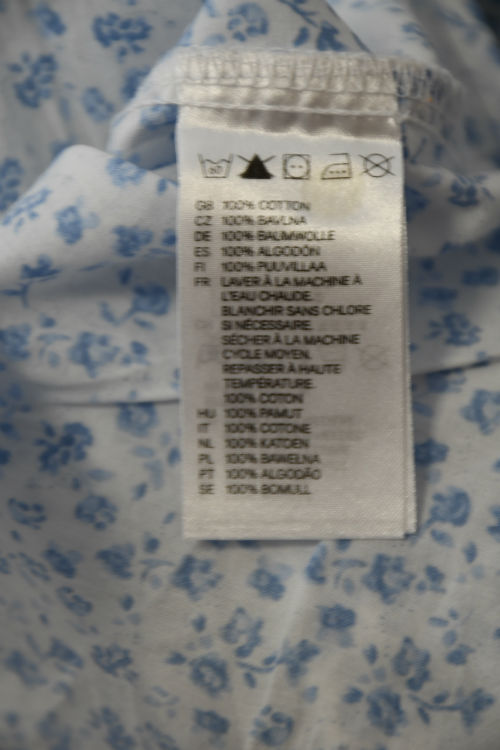 60
GB 100% COTTON
CZ 100% BAVLNA
DE 100% BAUMWOLLE
ES 100% ALGODÓN
FI 100% PUUVILLAA
FR LAVER À LA MACHINE À
L'EAU CHAUDE.
BLANCHIR SANS CHLORE
SI NÉCESSAIRE.
SÉCHER À LA MACHINE
CYCLE MOYEN.
REPASSER À HAUTE
TEMPÉRATURE.
100% COTON
HU 100% PAMUT
IT 100% COTONE
NL 100% KATOEN
PL 100% BAWEŁNA
PT 100% ALGODÃO
SE 100% BOMULL